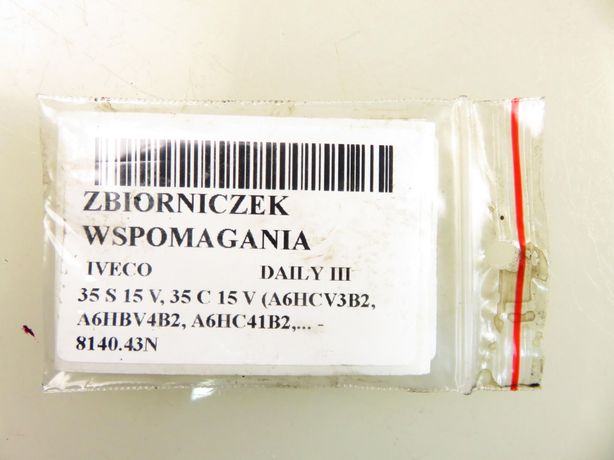 ZBIORNICZEK
WSPOMAGANIA
IVECO DAILY III
35 S 15 V, 35 C 15 V (A6HCV3B2,
A6HBV4B2, A6HC41B2,... -
8140.43N